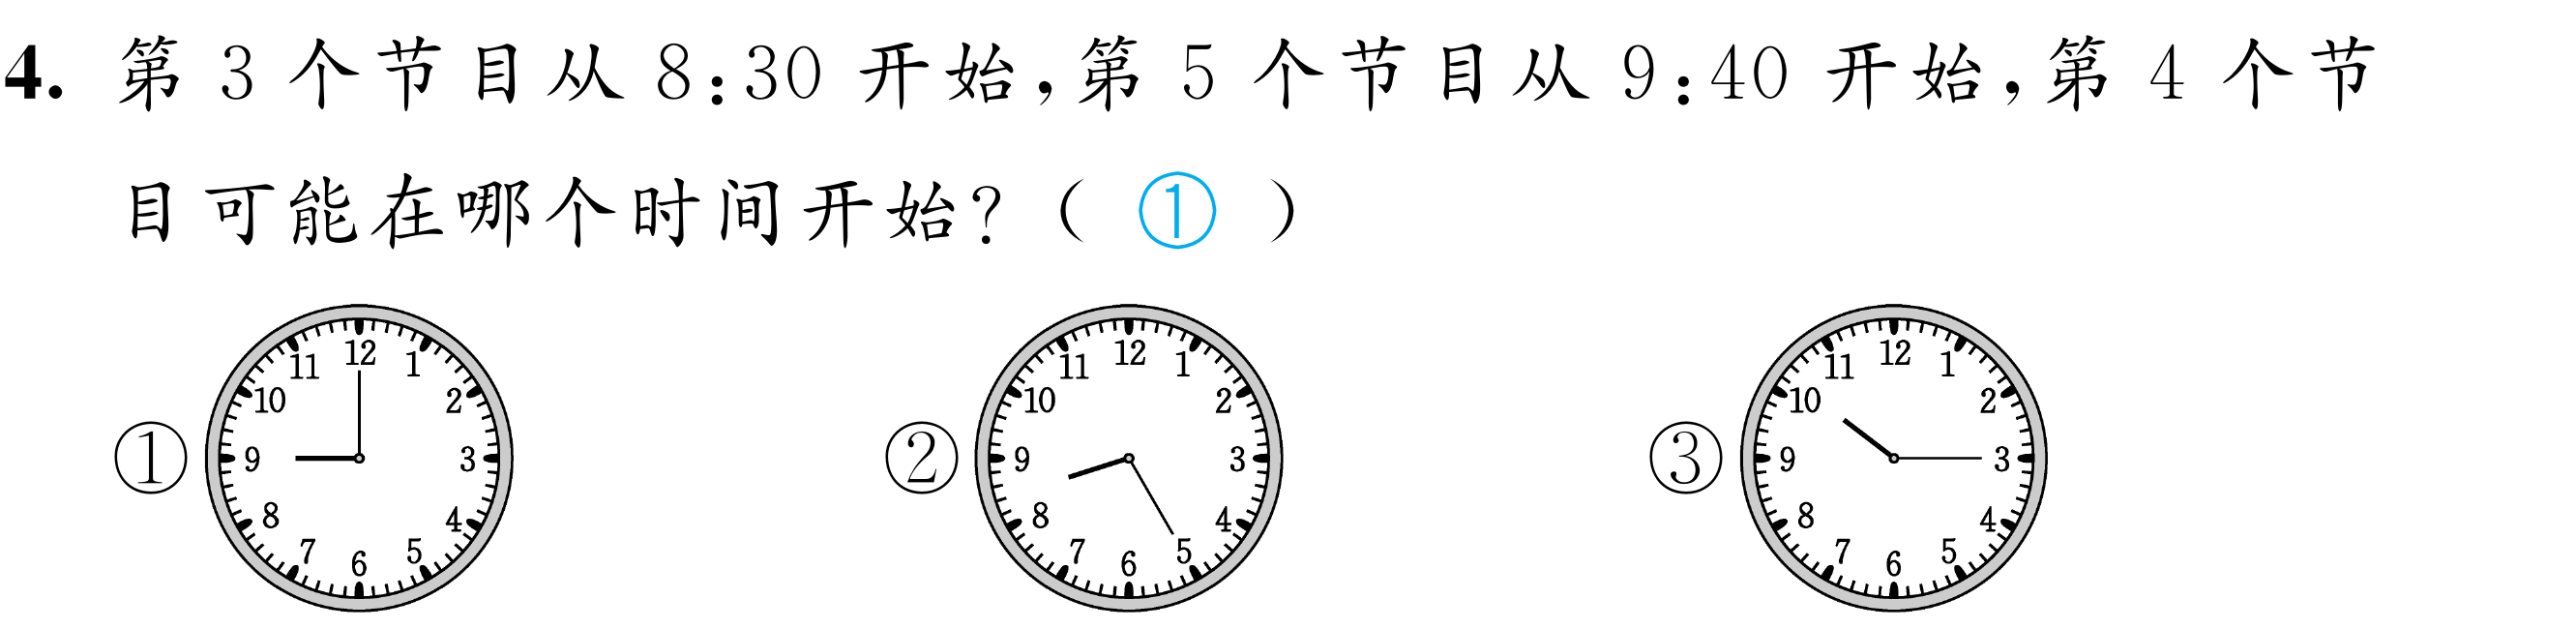 4. 第 3 个节目从 8:30 开始,第 5 个节目从 9:40 开始,第 4 个节
目可能在哪个时间开始?( ① )
① 12 1 2 3 4 5 6 7 8 9 10 11
② 12 1 2 3 4 5 6 7 8 9 10 11
③ 12 1 2 3 4 5 6 7 8 9 10 11